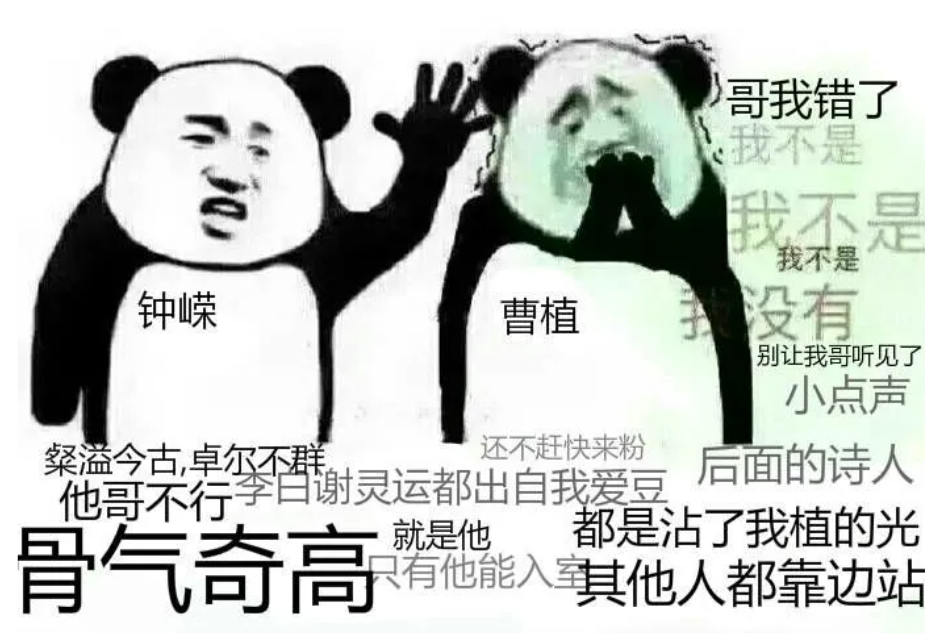 哥我错了
我不是
我不是
我不是
我没有
钟嵘
曹植
别让我哥听见了
小点声
还不赶快来粉
粲溢今古,卓尔不群
后面的诗人
他哥不行
李白谢灵运都出自我爱豆
都是沾了我植的光
骨气奇高
就是他
只有他能入室
其他人都靠边站